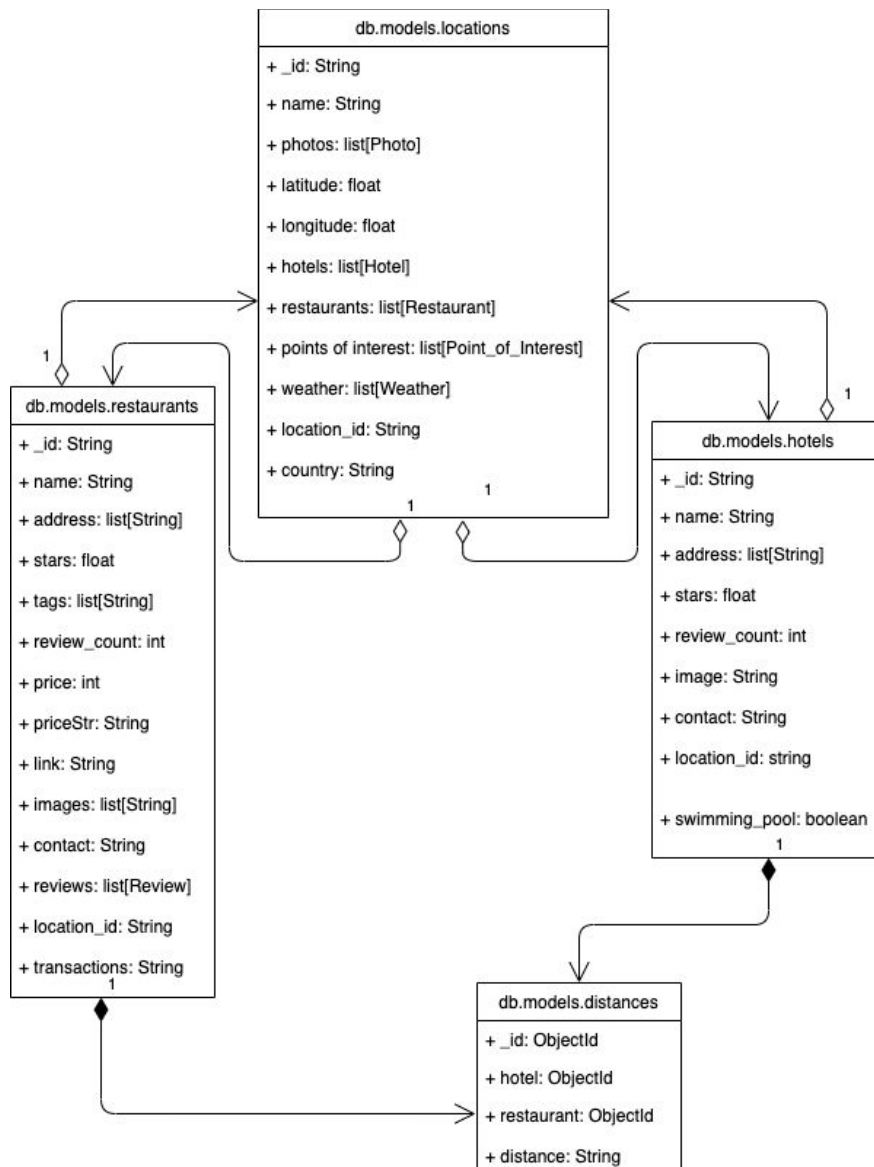 db.models.locations
+ _id: String
+ name: String
+ photos: list[Photo]
+ latitude: float
+ longitude: float
+ hotels: list[Hotel]
+ restaurants: list[Restaurant]
+ points of interest: list[Point_of_Interest]
+ weather: list[Weather]
+ location_id: String
+ country: String
1
1
1
db.models.restaurants
+ _id: String
+ name: String
+ address: list[String]
+ stars: float
+ tags: list[String]
+ review_count: int
+ price: int
+ priceStr: String
+ link: String
+ images: list[String]
+ contact: String
+ reviews: list[Review]
+ location_id: String
+ transactions: String
1
1
db.models.hotels
+ _id: String
+ name: String
+ address: list[String]
+ stars: float
+ review_count: int
+ image: String
+ contact: String
+ location_id: string
+ swimming_pool: boolean
1
db.models.distances
+ _id: ObjectId
+ hotel: ObjectId
+ restaurant: ObjectId
+ distance: String